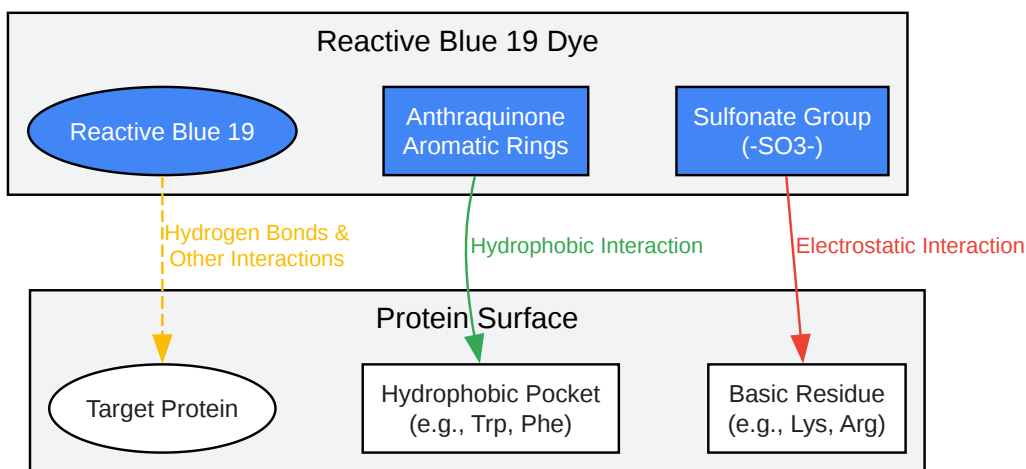 Reactive Blue 19 Dye
Reactive Blue 19
Anthraquinone
Aromatic Rings
Sulfonate Group
(-SO3-)
Hydrogen Bonds &
Other Interactions
Hydrophobic Interaction
Electrostatic Interaction
Protein Surface
Target Protein
Hydrophobic Pocket
(e.g., Trp, Phe)
Basic Residue
(e.g., Lys, Arg)